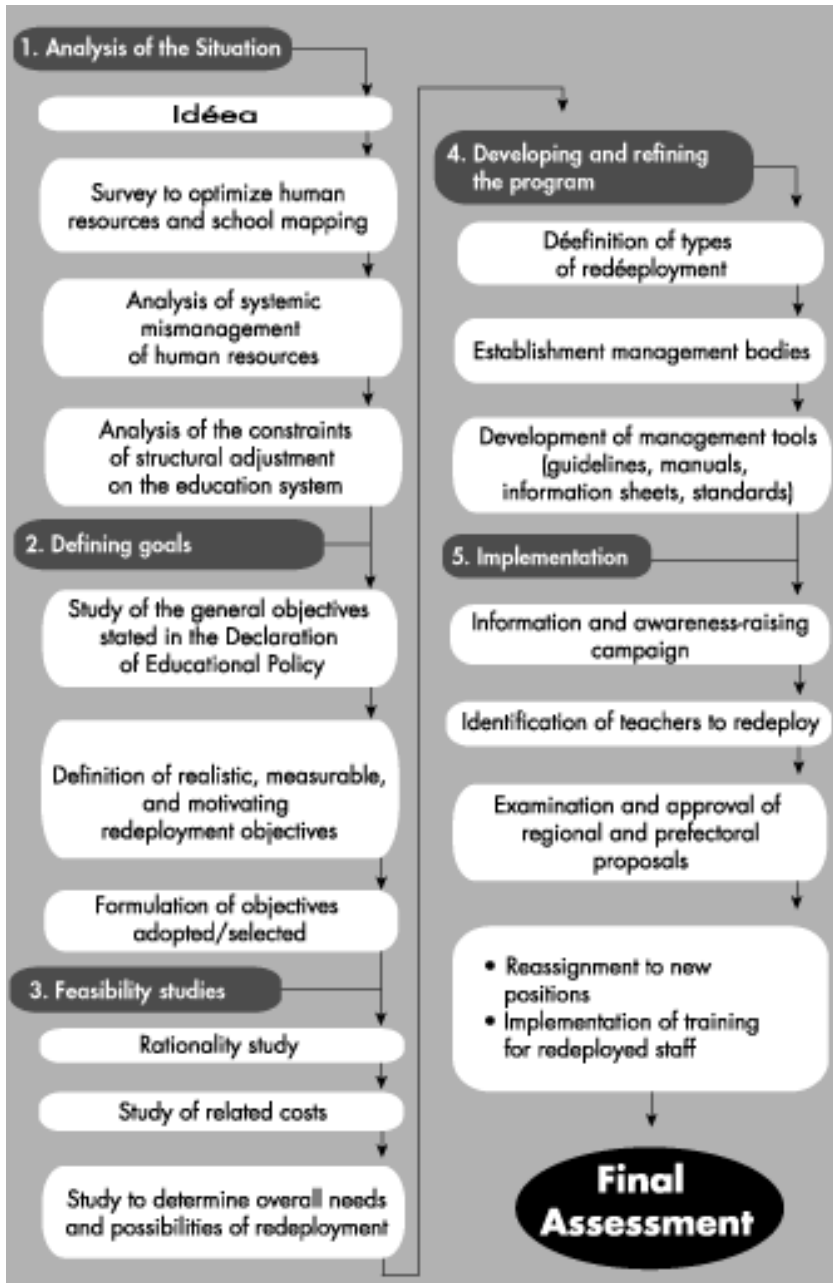 1. Analysis of the Situation
Idéea
Survey to optimize human
resources and school mapping
Analysis of systemic
mismanagement
of human resources
Analysis of the constraints
of structural adjustment
on the education system
2. Defining goals
Study of the general objectives
stated in the Declaration
of Educational Policy
Definition of realistic, measurable,
and motivating
redeployment objectives
Formulation of objectives
adopted/selected
3. Feasibility studies
Rationality study
Study of related costs
Study to determine overall needs
and possibilities of redeployment
4. Developing and refining
the program
Déefinition of types
of redéeployment
Establishment management bodies
Development of management tools
(guidelines, manuals,
information sheets, standards)
5. Implementation
Information and awareness-raising
campaign
Identification of teachers to redeploy
Examination and approval of
regional and prefectoral
proposals
• Reassignment to new
positions
• Implementation of training
for redeployed staff
Final
Assessment